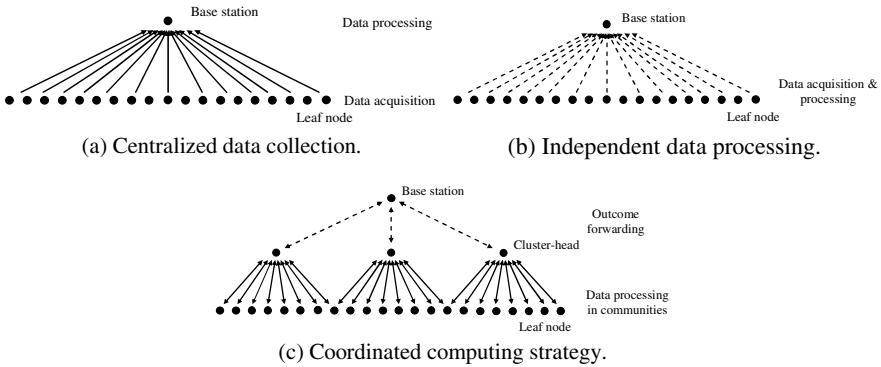 Base station
Data processing
Data acquisition
Leaf node
(a) Centralized data collection.
Base station
Data acquisition &
processing
Leaf node
(b) Independent data processing.
Base station
Outcome
forwarding
Cluster-head
Data processing
in communities
Leaf node
(c) Coordinated computing strategy.